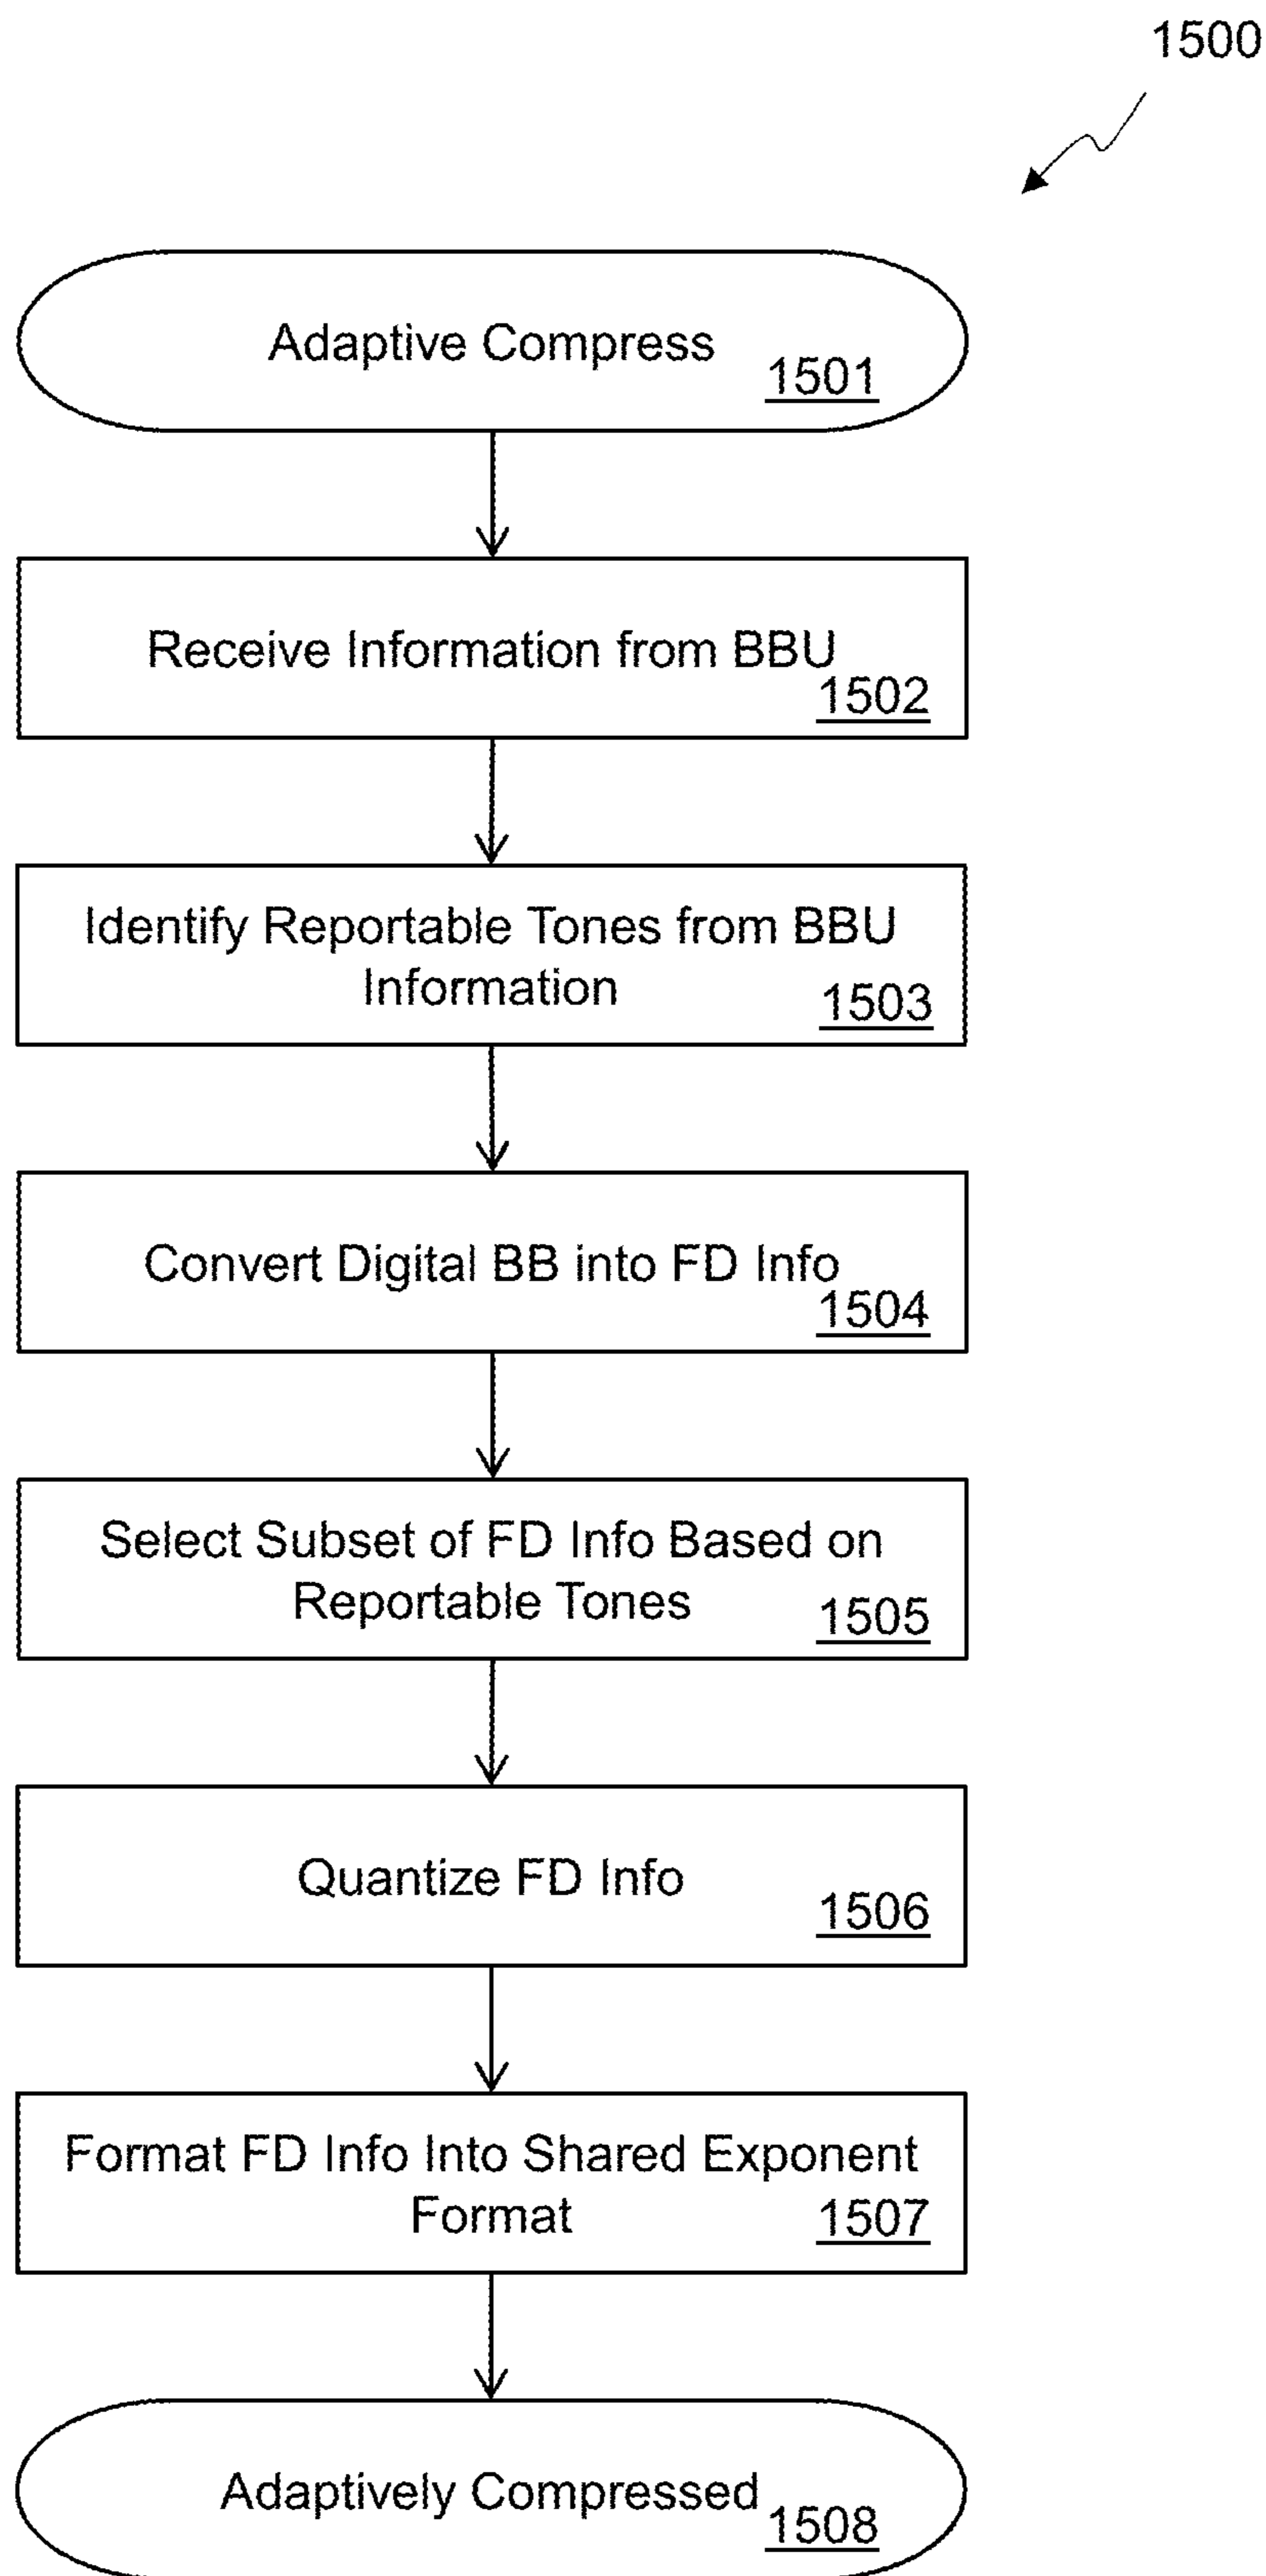 1500
Adaptive Compress
1501
Receive Information from BBU
1502
Identify Reportable Tones from BBU
Information
1503
Convert Digital BB into FD Info
1504
Select Subset of FD Info Based on
Reportable Tones
1505
Quantize FD Info
1506
Format FD Info Into Shared Exponent
Format
1507
Adaptively Compressed
1508